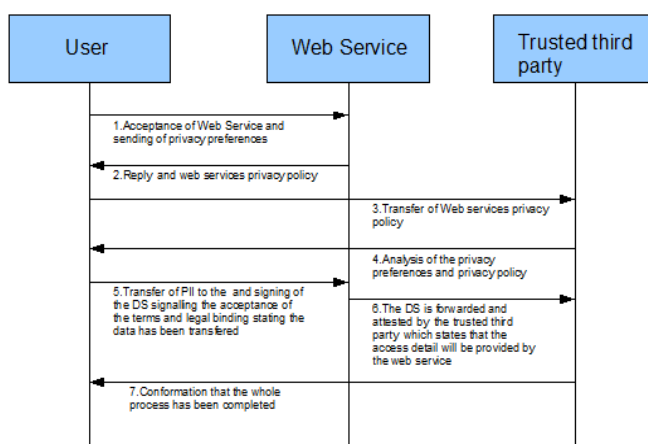 User
Web Service
Trusted third
party
1.Acceptance of Web Service and
sending of privacy preferences
2.Reply and web services privacy policy
3.Transfer of Web services privacy
policy
4.Analysis of the privacy
preferences and privacy policy
5.Transfer of PII to the and signing of
the DS signalling the acceptance of
the terms and legal binding stating the
data has been transfered
6.The DS is forwarded and
attested by the trusted third
party which states that the
access detail will be provided by
the web service
7.Conformation that the whole
process has been completed